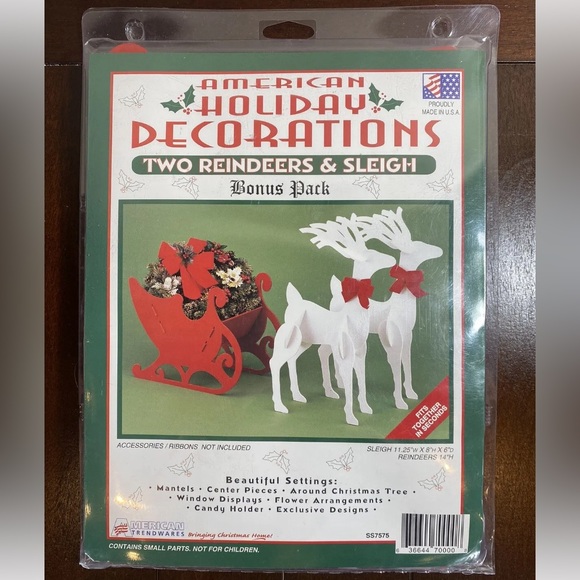 AMERICAN
HOLIDAY
DECORATIONS
TWO REINDEERS & SLEIGH
Bonus Pack
PROUDLY
MADE IN U.S.A.
FITS
TOGETHER
IN SECONDS
ACCESSORIES / RIBBONS NOT INCLUDED
SLEIGH 11.25"W X 8"H X 6"D
REINDEERS 14"H
Beautiful Settings:
• Mantels • Center Pieces • Around Christmas Tree •
• Window Displays • Flower Arrangements •
• Candy Holder • Exclusive Designs •
AMERICAN
TRENDWARES
Bringing Christmas Home!
SS7575
6 36644 70000 8
CONTAINS SMALL PARTS. NOT FOR CHILDREN.